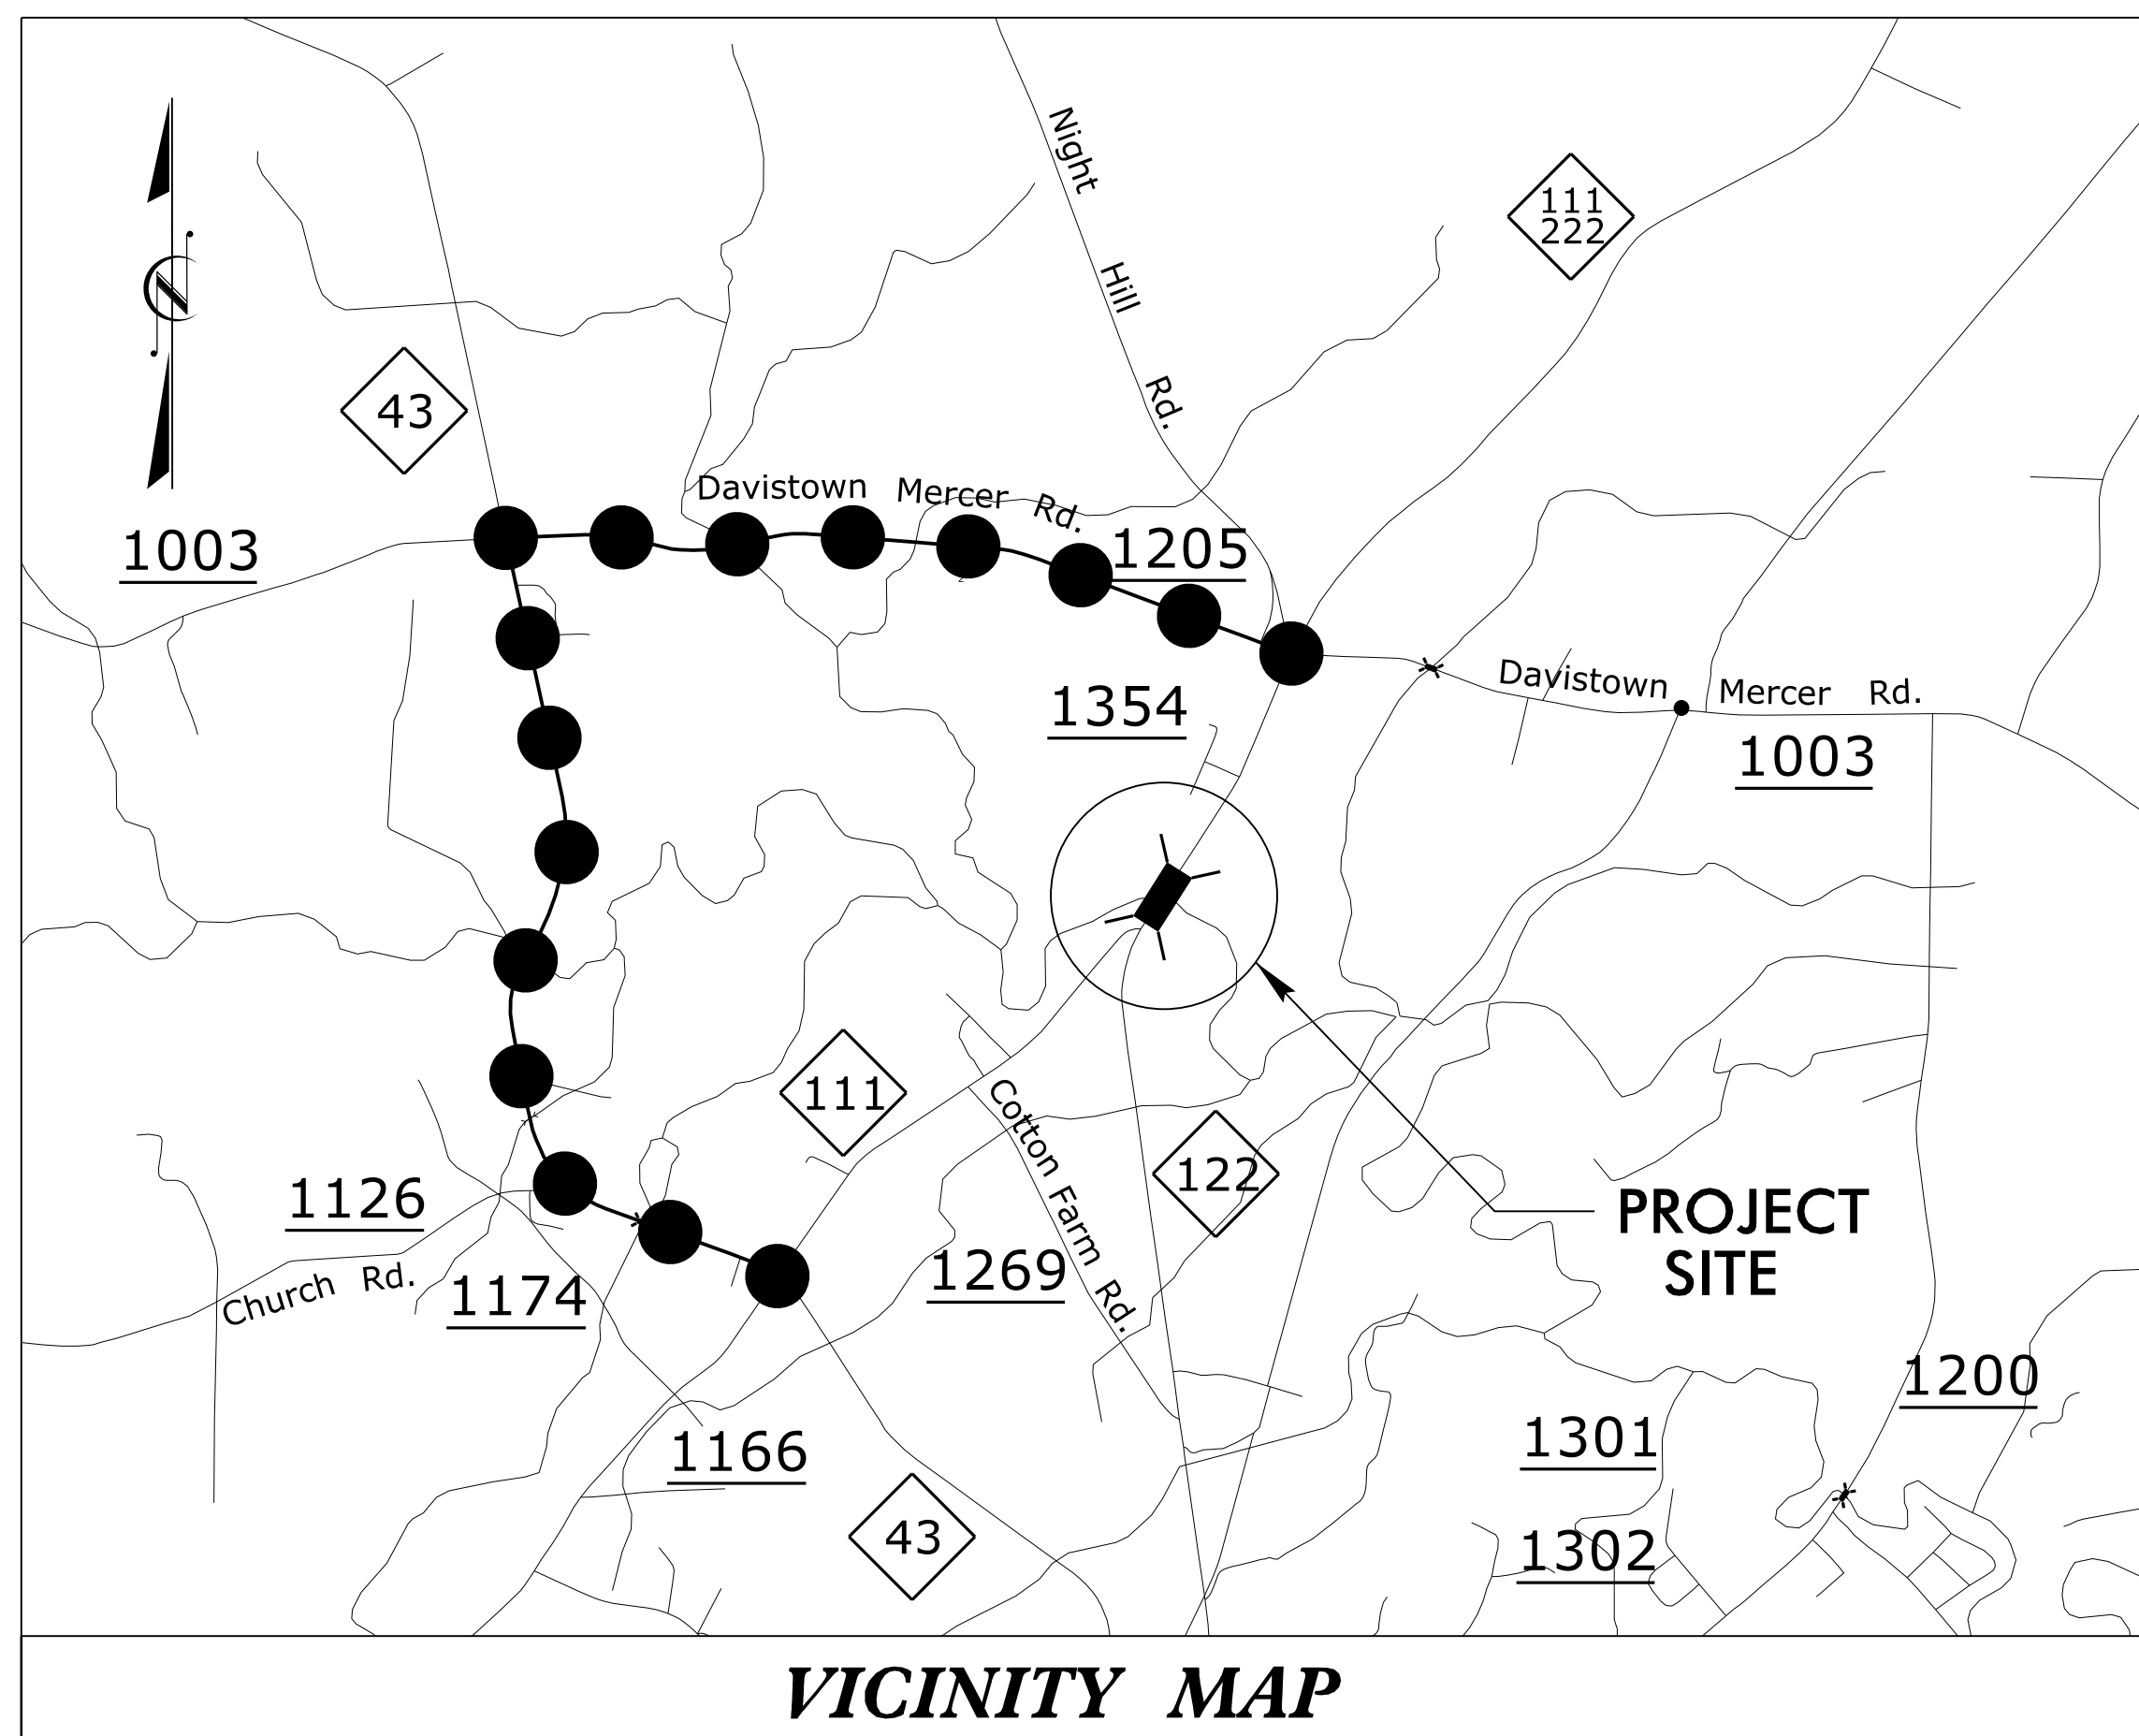 Night Hill Rd.
111
222
N
43
Davistown Mercer Rd.
1003
1205
1354
Davistown Mercer Rd.
1003
111
Cotton Farm Rd.
122
1126
PROJECT
SITE
Church Rd.
1174
1269
1200
1166
1301
43
1302
VICINITY MAP